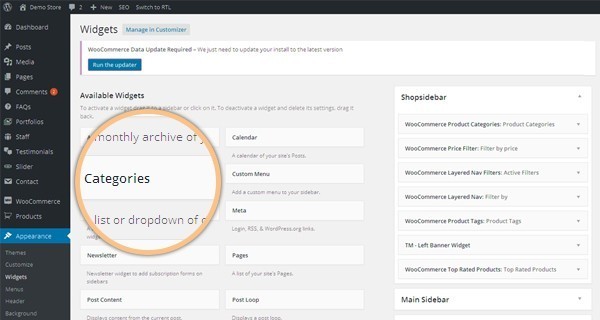 Demo Store
2
New
SEO
Switch to RTL
Dashboard
Posts
Media
Pages
Comments
FAQs
Portfolios
Staff
Testimonials
Slider
Contact
WooCommerce
Products
Appearance
Themes
Customize
Widgets
Menus
Header
Background
Widgets
Manage in Customizer
WooCommerce Data Update Required – We just need to update your install to the latest version
Run the updater
Available Widgets
To activate a widget drag it to a sidebar or click on it. To deactivate a widget and delete its settings, drag it
back.
monthly archive of
Categories
list or dropdown of
Calendar
A calendar of your site's Posts.
Custom Menu
Add a custom menu to your sidebar.
Meta
Login, RSS, & WordPress.org links.
Newsletter
Newsletter widget to add subscription forms on
sidebars
Pages
A list of your site's Pages.
Post Content
Displays content from the current post.
Post Loop
Displays a post loop.
Shopsidebar
WooCommerce Product Categories: Product Categories
WooCommerce Price Filter: Filter by price
WooCommerce Layered Nav Filters: Active Filters
WooCommerce Layered Nav: Filter by
WooCommerce Product Tags: Product Tags
TM - Left Banner Widget
WooCommerce Top Rated Products: Top Rated Products
Main Sidebar